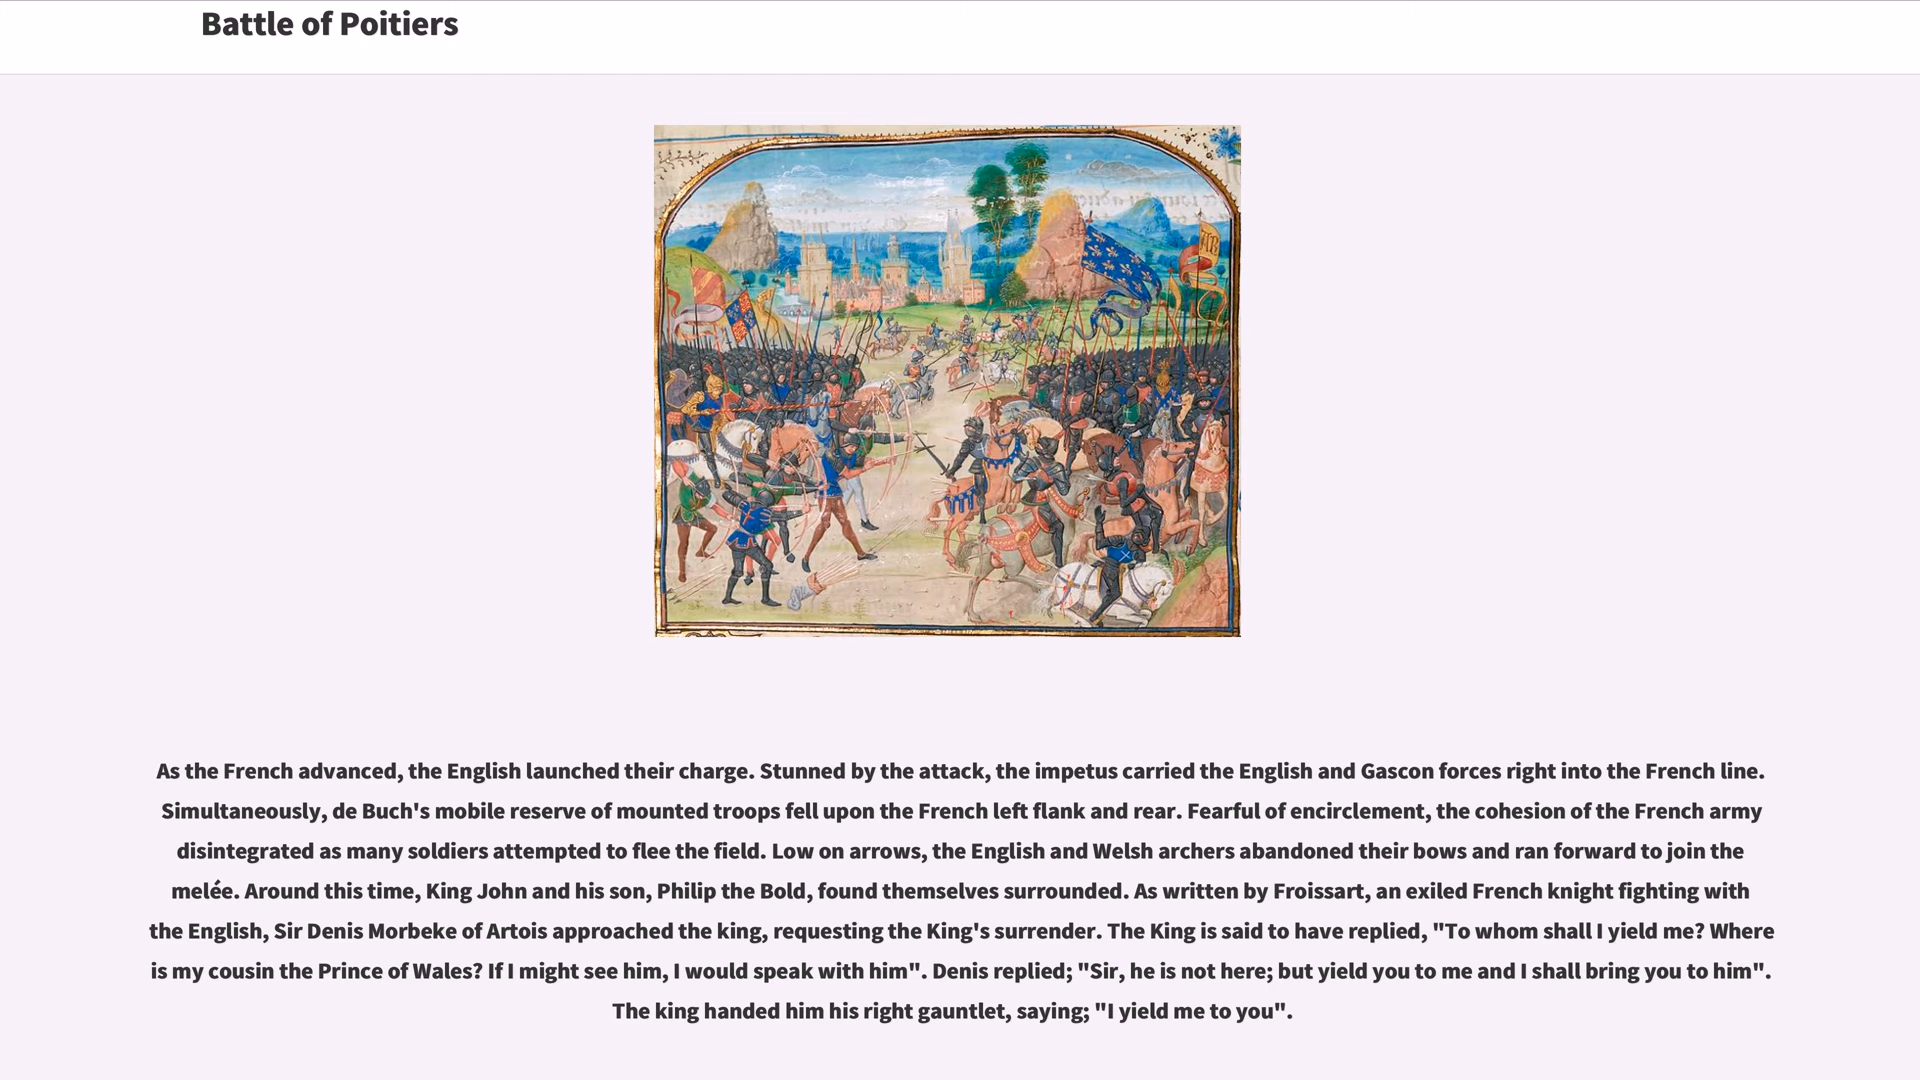 Battle of Poitiers
As the French advanced, the English launched their charge. Stunned by the attack, the impetus carried the English and Gascon forces right into the French line.
Simultaneously, de Buch's mobile reserve of mounted troops fell upon the French left flank and rear. Fearful of encirclement, the cohesion of the French army
disintegrated as many soldiers attempted to flee the field. Low on arrows, the English and Welsh archers abandoned their bows and ran forward to join the
melée. Around this time, King John and his son, Philip the Bold, found themselves surrounded. As written by Froissart, an exiled French knight fighting with
the English, Sir Denis Morbeke of Artois approached the king, requesting the King's surrender. The King is said to have replied, "To whom shall I yield me? Where
is my cousin the Prince of Wales? If I might see him, I would speak with him". Denis replied; "Sir, he is not here; but yield you to me and I shall bring you to him".
The king handed him his right gauntlet, saying; "I yield me to you".